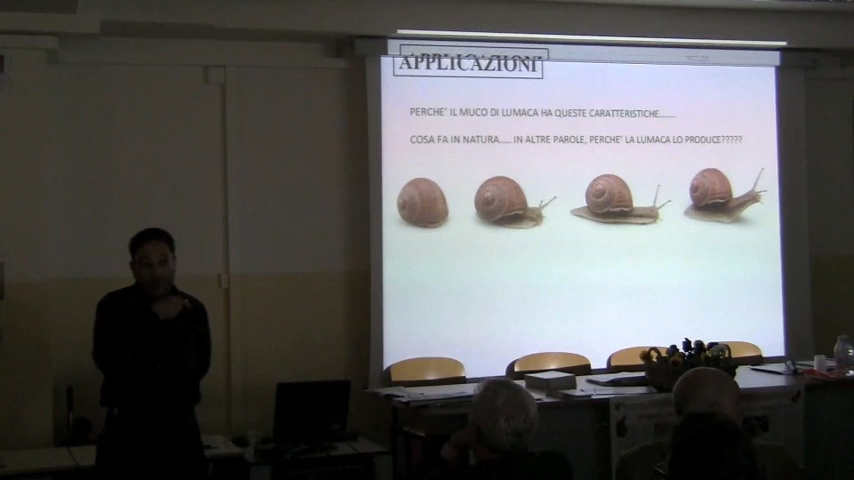 APPLICAZIONI
PERCHE' IL MUCO DI LUMACA HA QUESTE CARATTERISTICHE.......
COSA FA IN NATURA..... IN ALTRE PAROLE, PERCHE' LA LUMACA LO PRODUCE?????